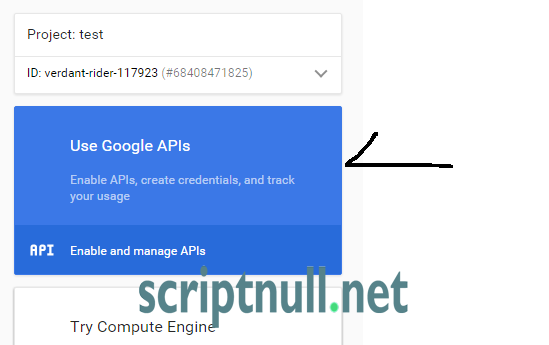 Project: test
ID: verdant-rider-117923 (#68408471825)
Use Google APIs
Enable APIs, create credentials, and track
your usage
API Enable and manage APIs
scriptnull.net
Try Compute Engine